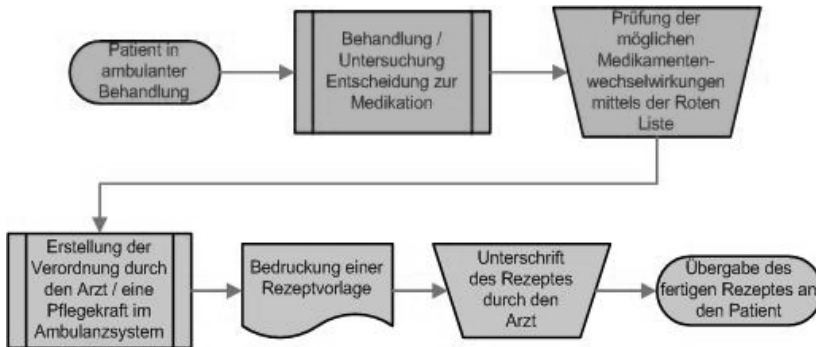 Patient in
ambulanter
Behandlung
Behandlung /
Untersuchung
Entscheidung zur
Medikation
Prüfung der
möglichen
Medikamenten-
wechselwirkungen
mittels der Roten
Liste
Erstellung der
Verordnung durch
den Arzt / eine
Pflegekraft im
Ambulanzsystem
Bedruckung einer
Rezeptvorlage
Unterschrift
des Rezeptes
durch den
Arzt
Übergabe des
fertigen Rezeptes an
den Patient